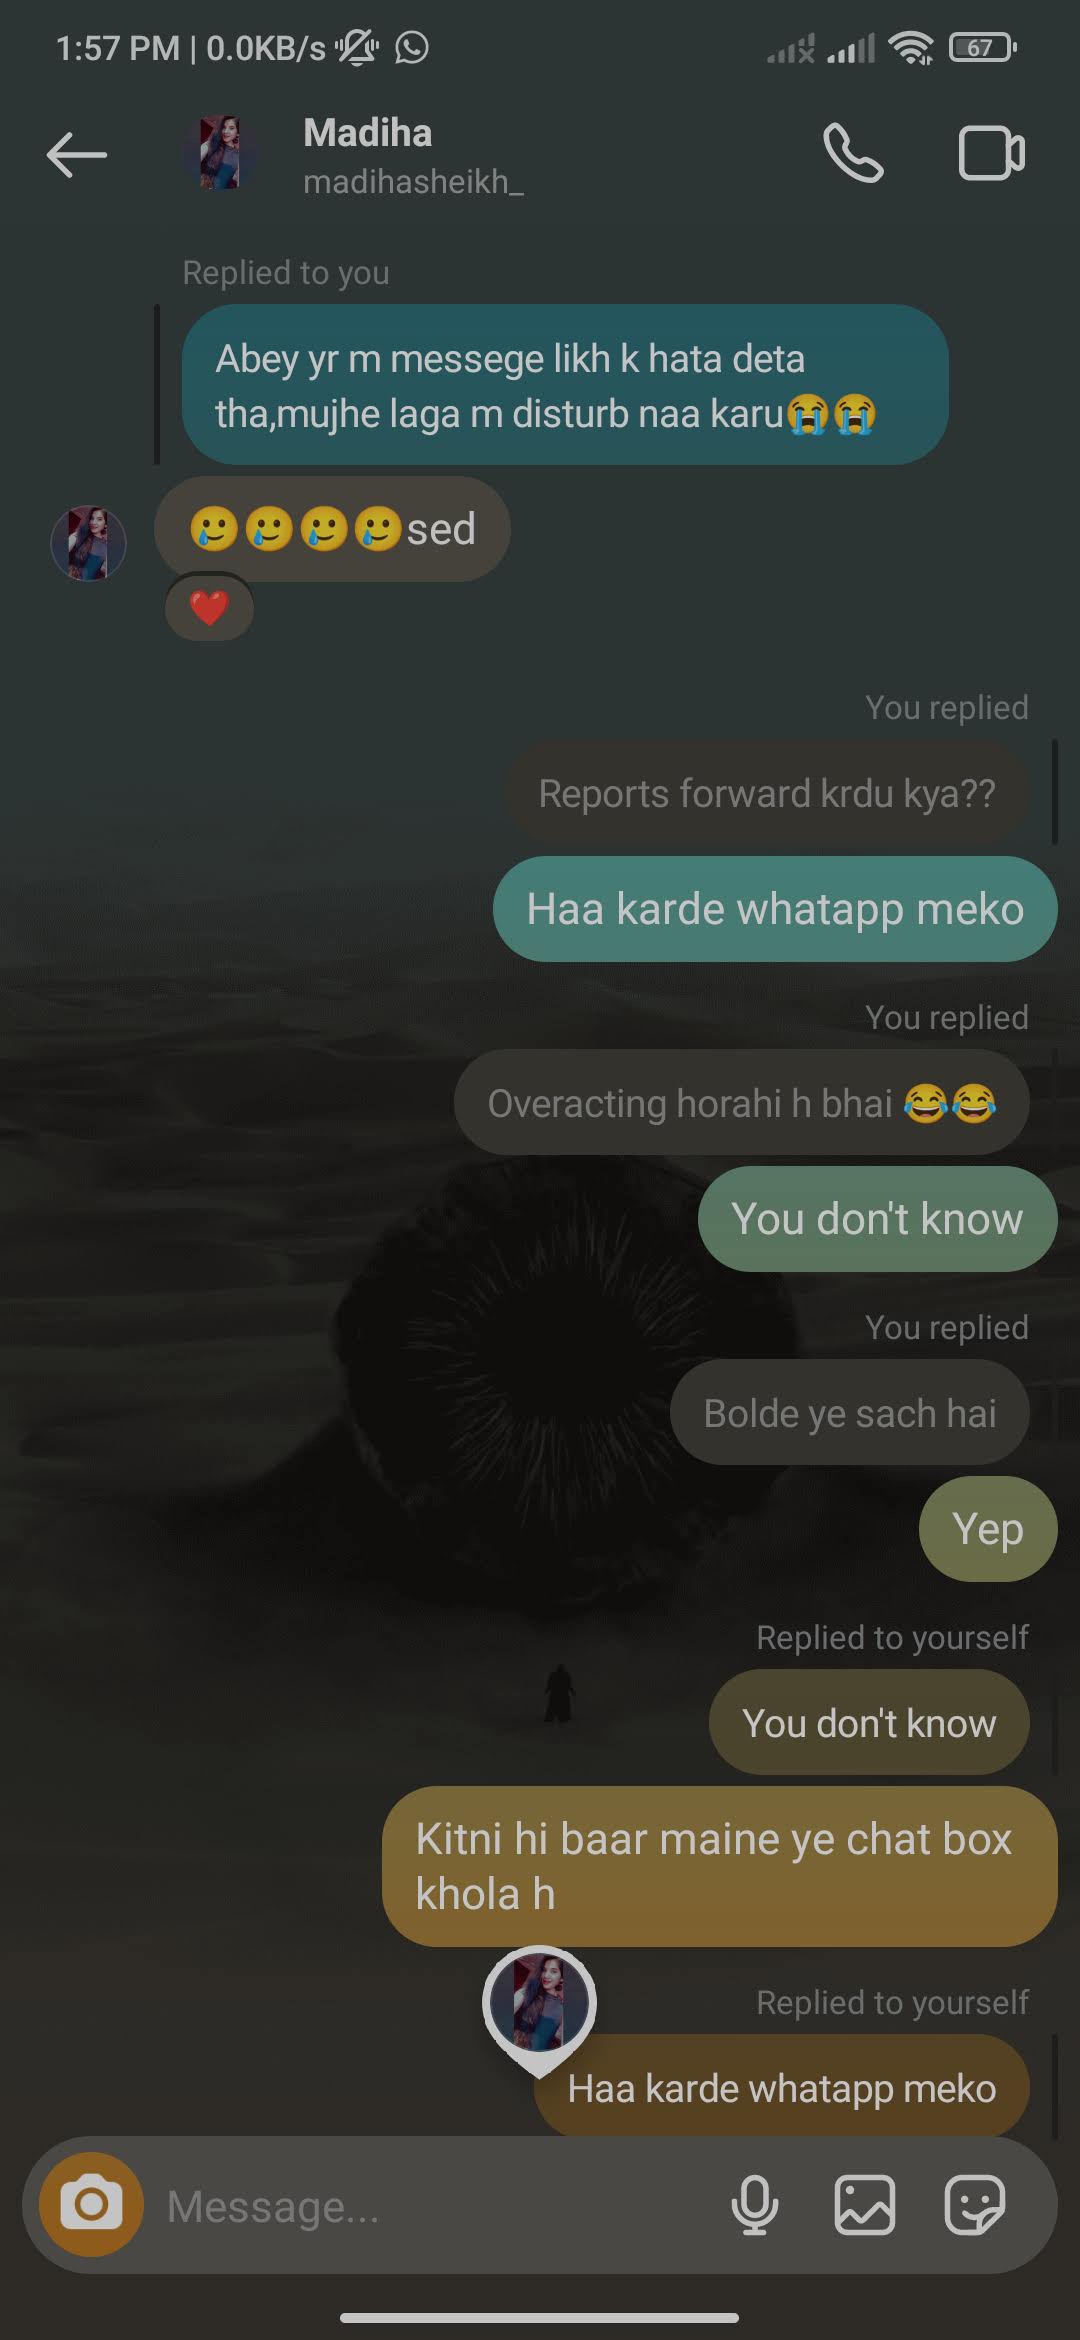 1:57 PM | 0.0KB/s
67
Madiha
madihasheikh_
Replied to you
Abey yr m messege likh k hata deta
tha,mujhe laga m disturb naa karu😭😭
🥲🥲🥲🥲sed
❤️
You replied
Reports forward krdu kya??
Haa karde whatapp meko
You replied
Overacting horahi h bhai 😂😂
You don't know
You replied
Bolde ye sach hai
Yep
Replied to yourself
You don't know
Kitni hi baar maine ye chat box
khola h
Replied to yourself
Haa karde whatapp meko
Message...